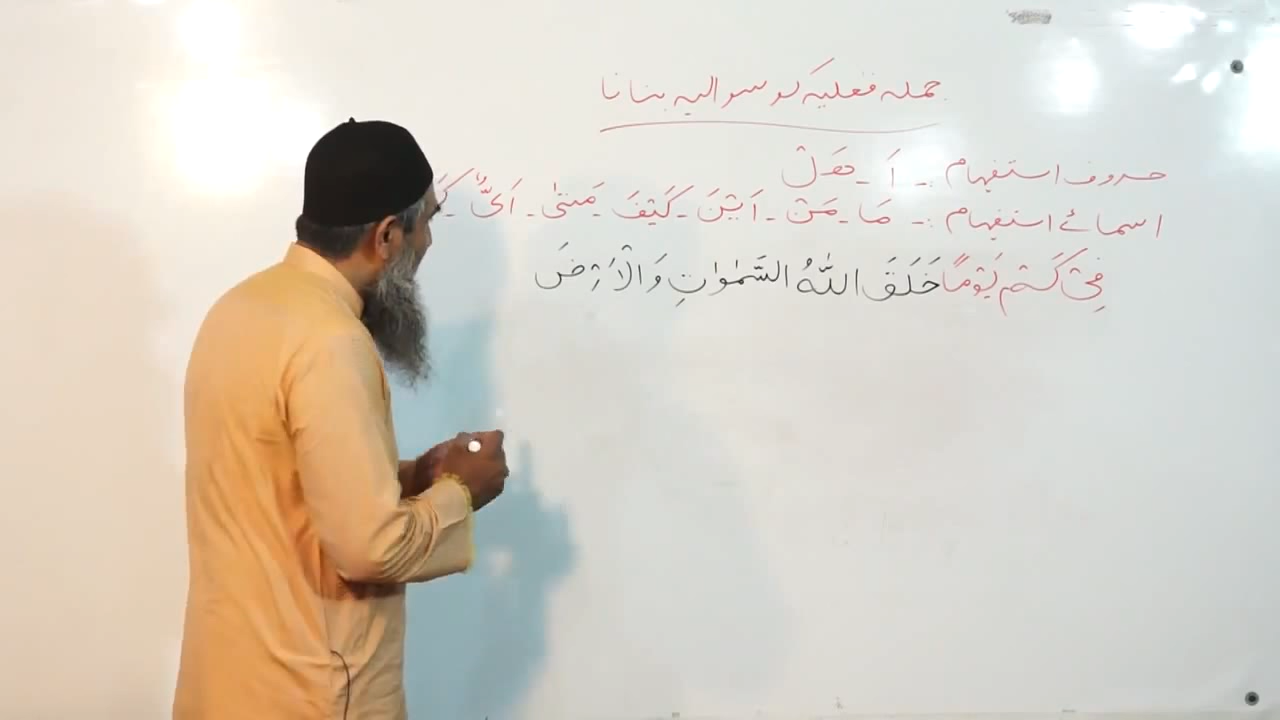 جملہ فعلیہ کو سوالیہ بنانا
حروف استفہام :۔ اَ ۔ ھَلْ
اسمائے استفہام :۔ مَا ۔ مَنْ ۔ اَیْنَ ۔ کَیْفَ ۔ مَتٰی ۔ اَیُّ ۔
فِیْ کَمْ یَوْمًا خَلَقَ اللّٰہُ السَّمٰوٰتِ وَالْاَرْضَ